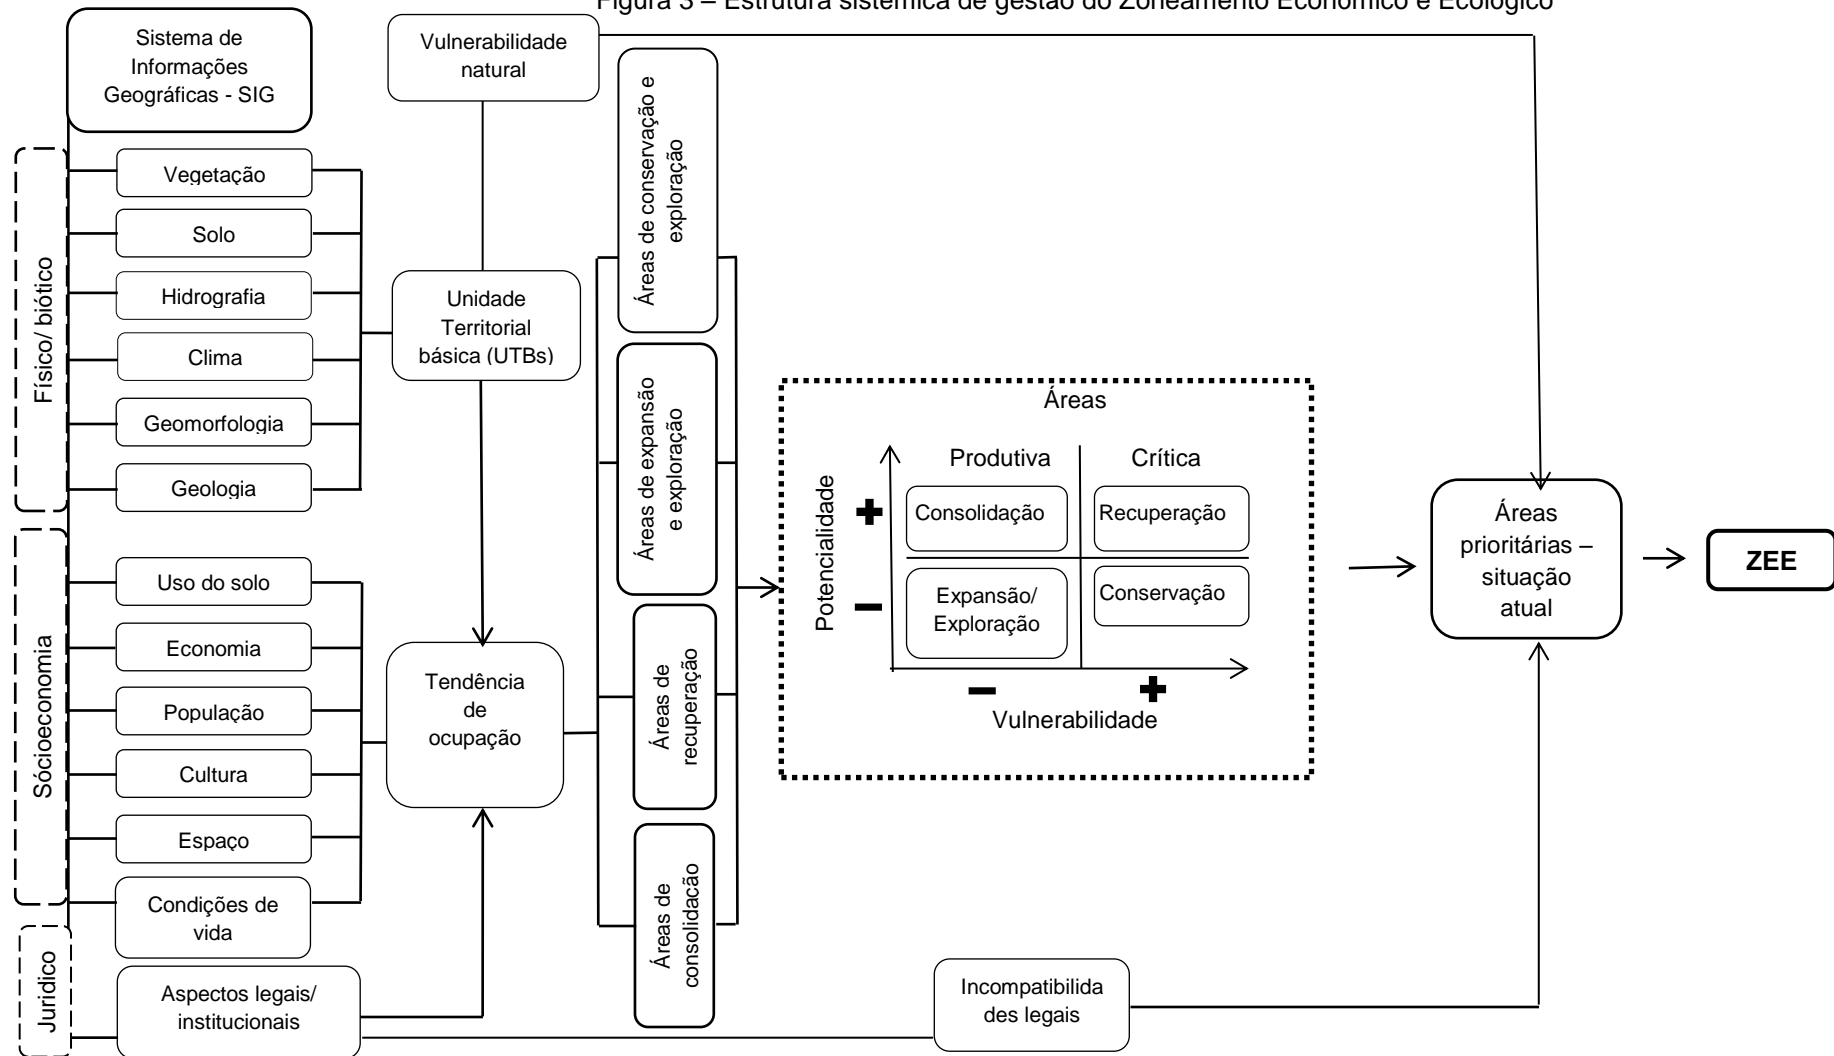 Figura 3 – Estrutura sistêmica de gestão do Zoneamento Econômico e Ecológico
Sistema de
Informações
Geográficas - SIG
Vulnerabilidade
natural
Físico/ biótico
Vegetação
Solo
Hidrografia
Clima
Geomorfologia
Geologia
Unidade
Territorial
básica (UTBs)
Sócioeconomia
Uso do solo
Economia
População
Cultura
Espaço
Condições de
vida
Tendência
de
ocupação
Jurídico
Aspectos legais/
institucionais
Áreas de conservação e
exploração
Áreas de expansão
e exploração
Áreas de
recuperação
Áreas de
consolidação
Áreas
Potencialidade
Produtiva
Crítica
+
Consolidação
Recuperação
–
Expansão/
Exploração
Conservação
– +
Vulnerabilidade
Incompatibilida
des legais
Áreas
prioritárias –
situação
atual
ZEE